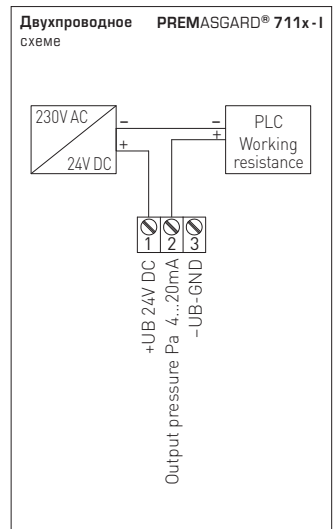 Двухпроводное PREMASGARD® 711x - I
схеме
230V AC
24V DC
–
+
–
+
PLC
Working
resistance
1 2 3
+UB 24V DC
Output pressure Pa 4...20mA
–UB-GND